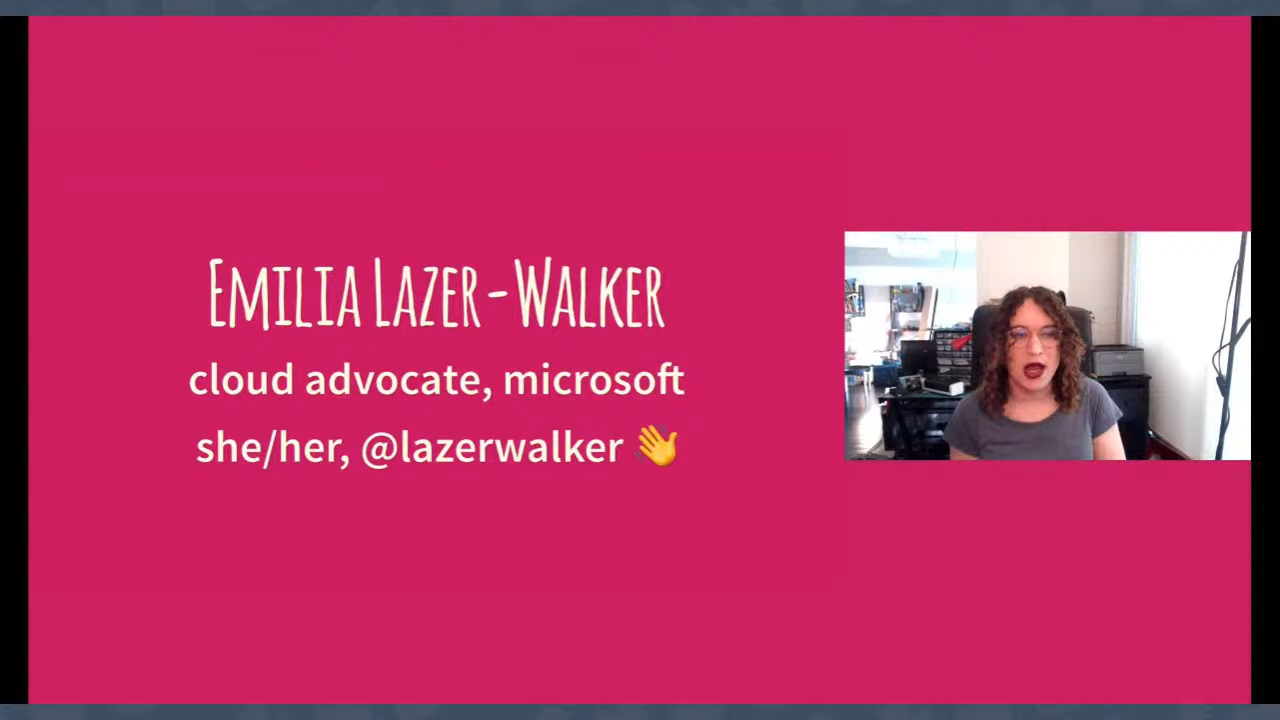 Emilia Lazer-Walker
cloud advocate, microsoft
she/her, @lazerwalker 👋